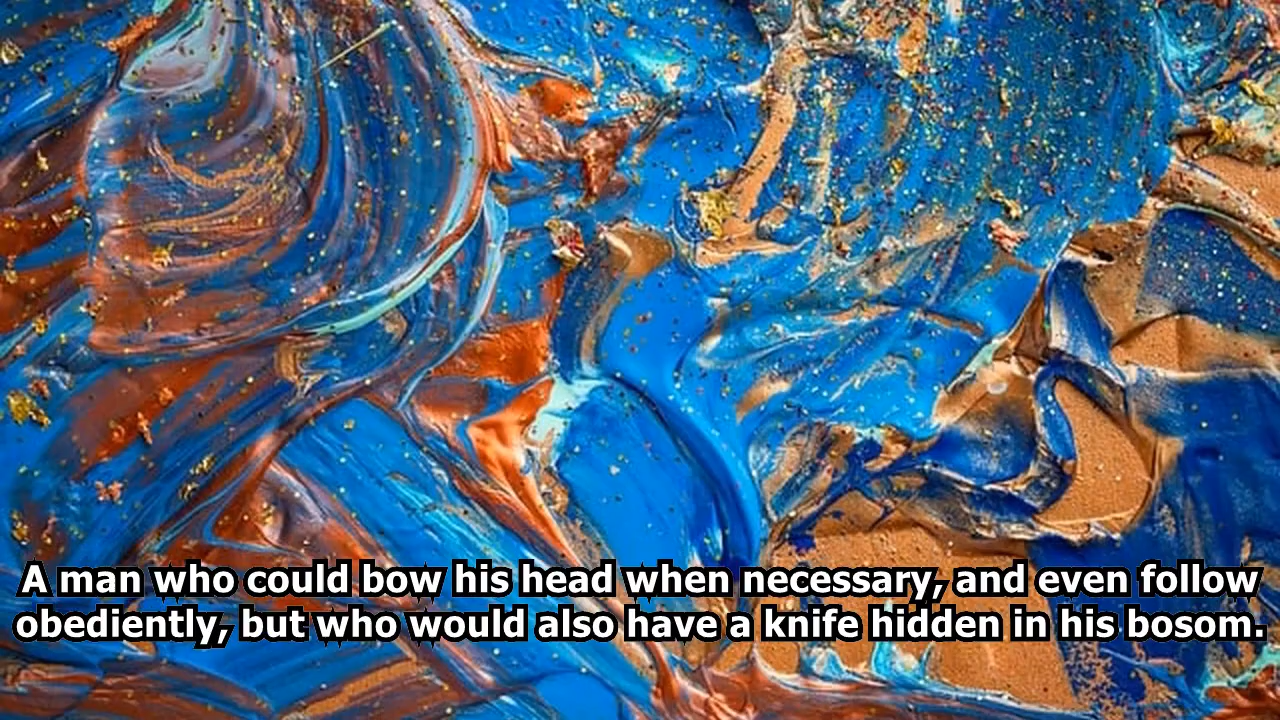 A man who could bow his head when necessary, and even follow
obediently, but who would also have a knife hidden in his bosom.